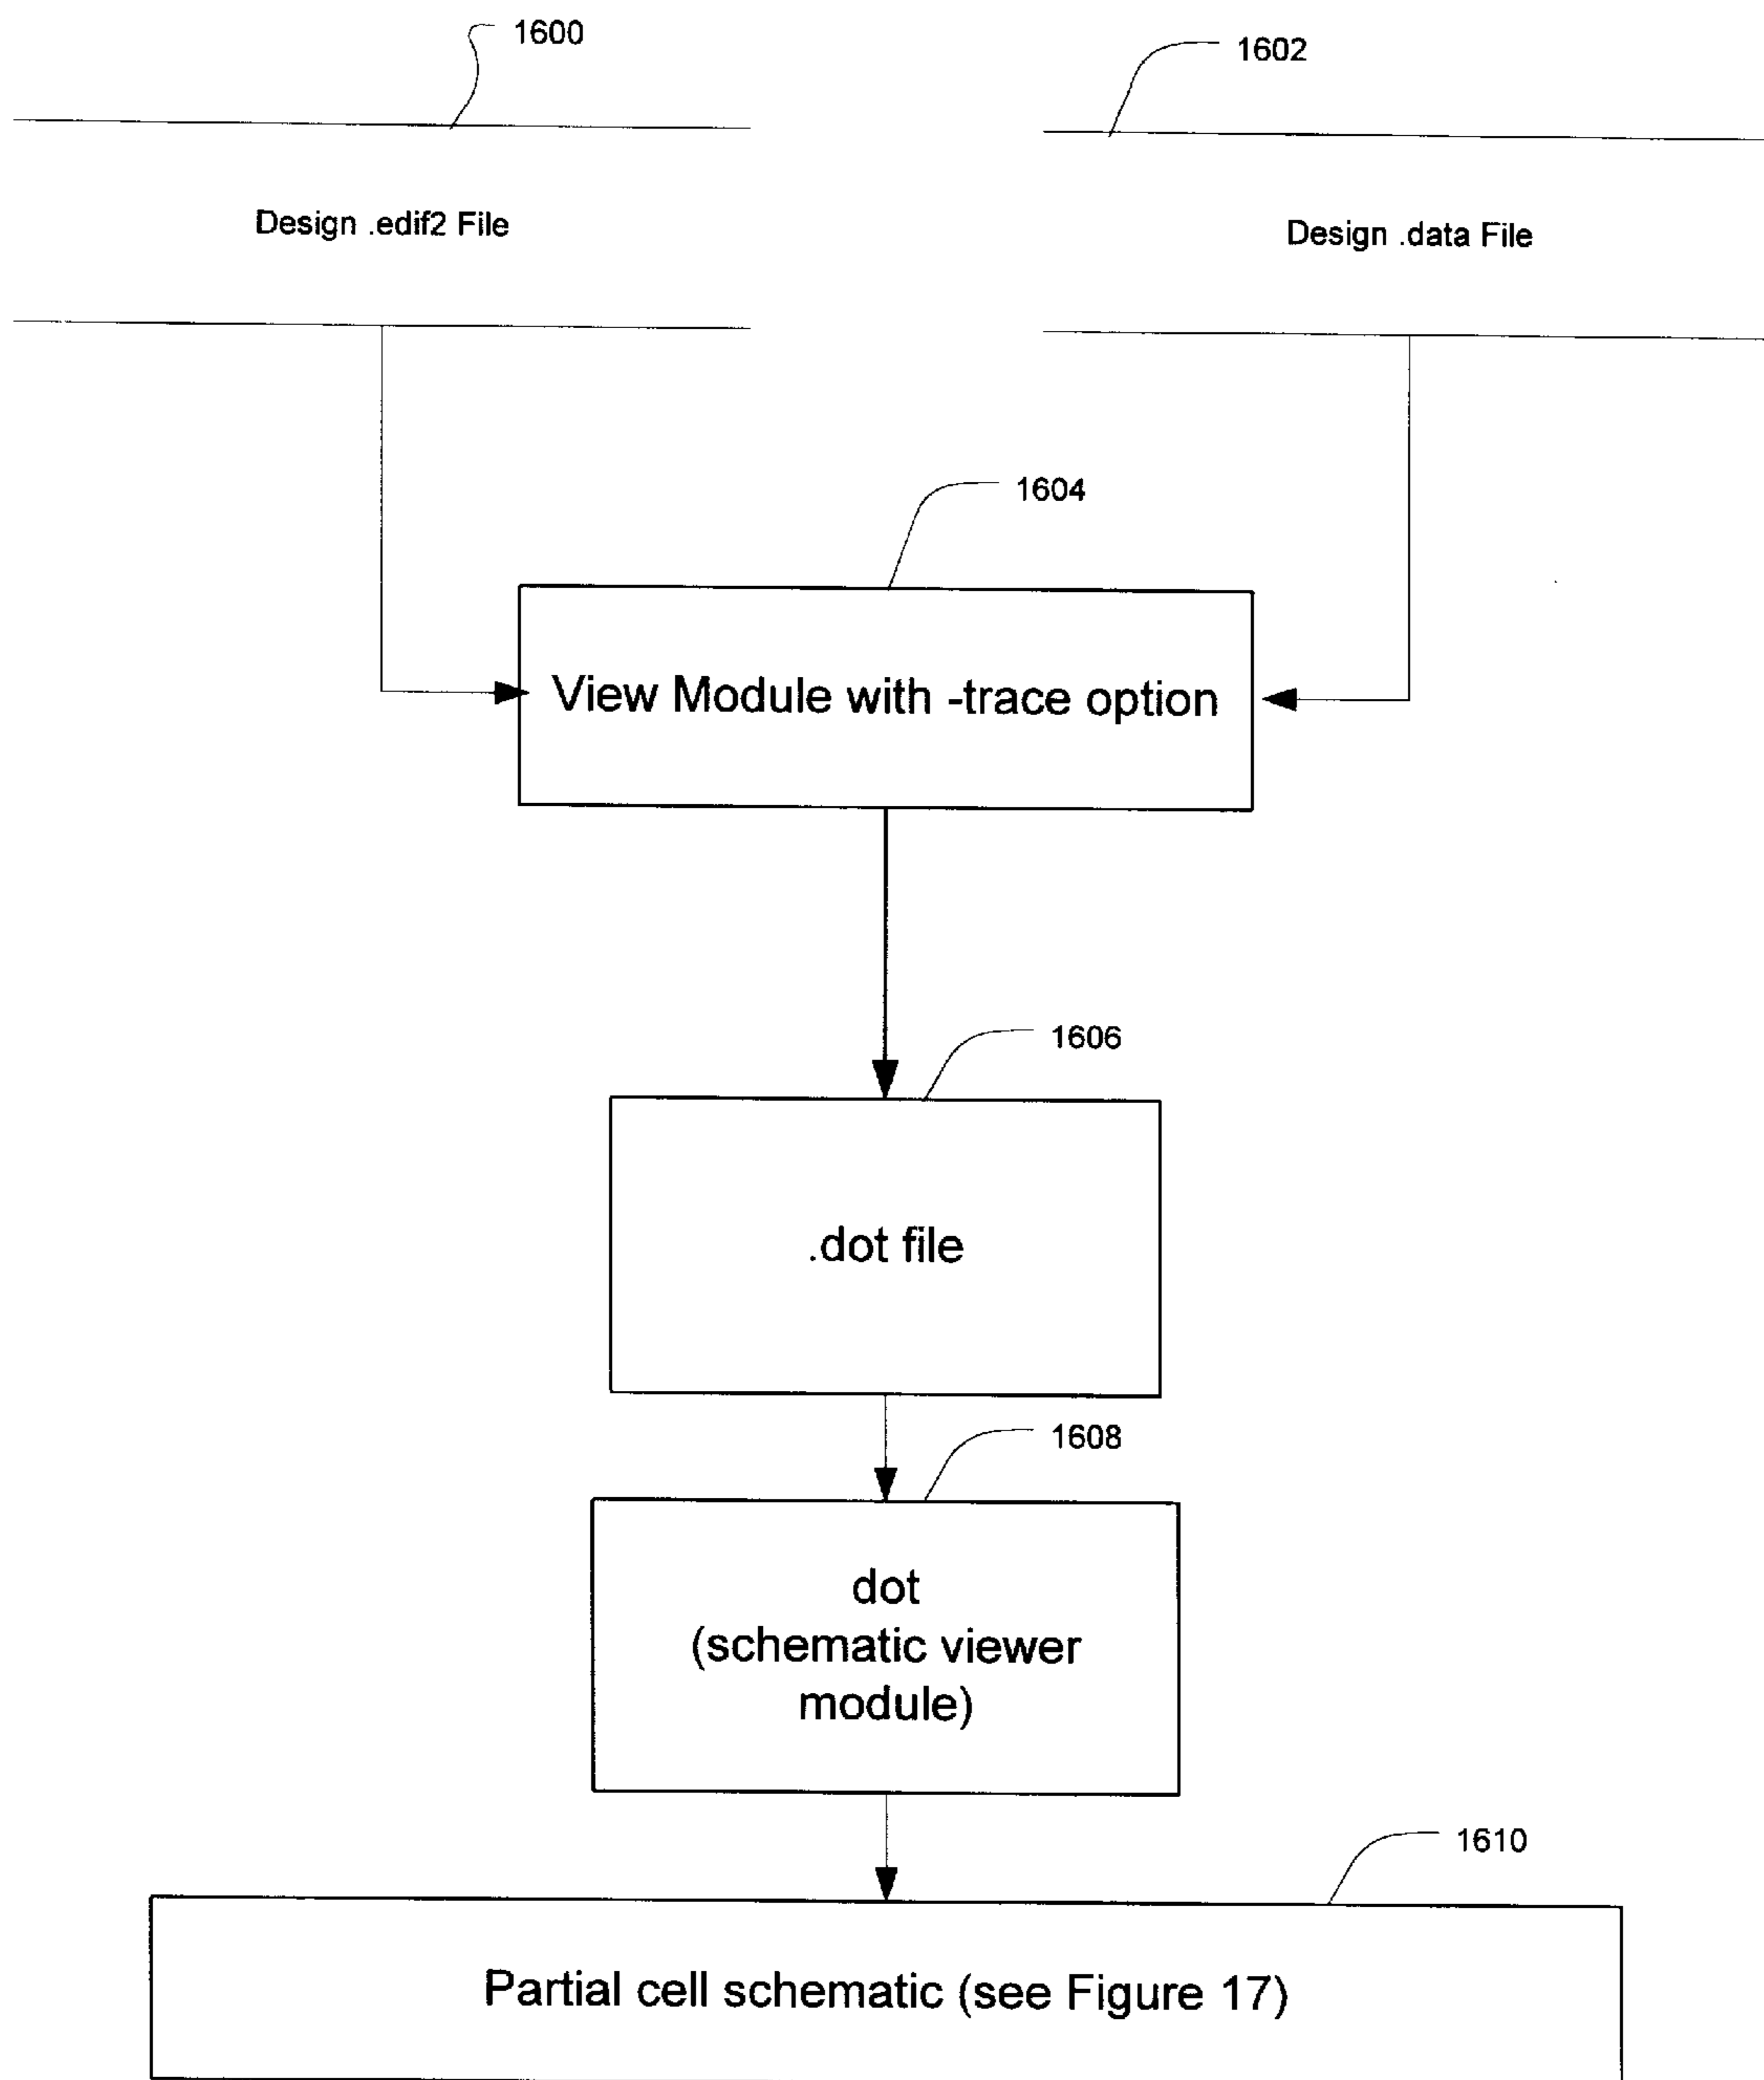 1600
1602
Design .edif2 File
Design .data File
1604
View Module with -trace option
1606
.dot file
1608
dot
(schematic viewer
module)
1610
Partial cell schematic (see Figure 17)